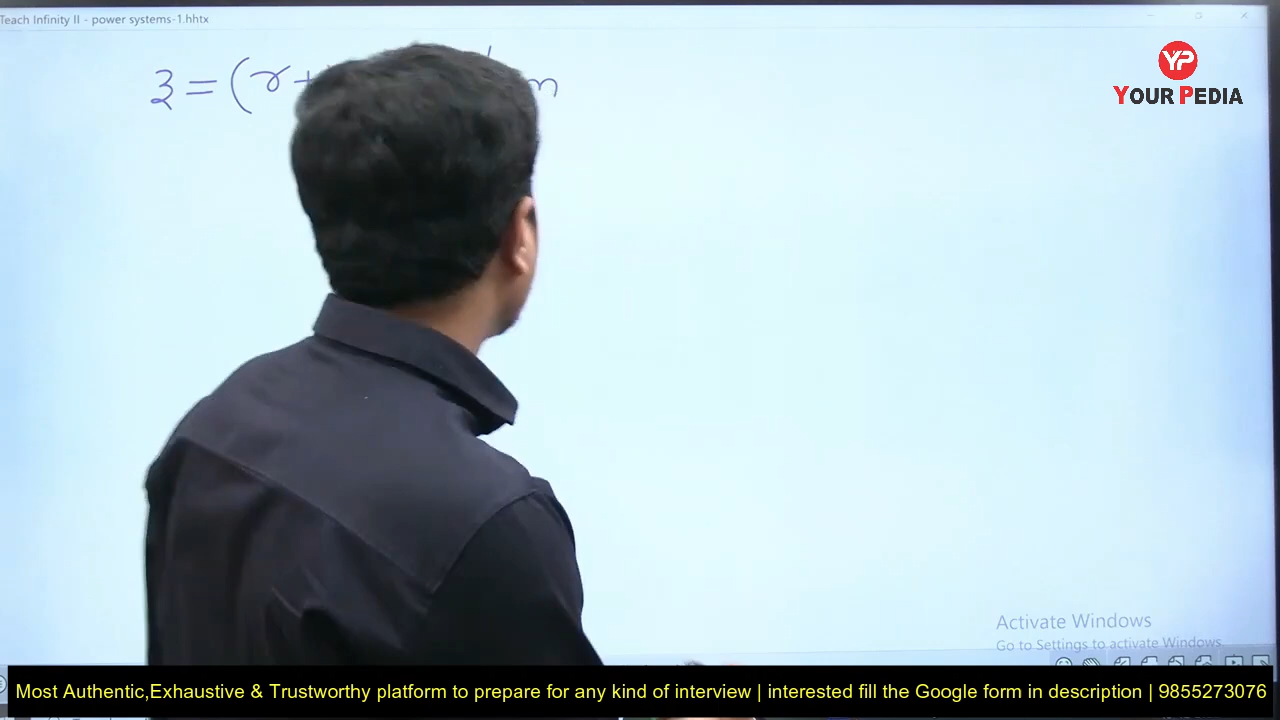 Teach Infinity II - power systems-1.hhtx
z = (r +
YP
YOUR PEDIA
Activate Windows
Go to Settings to activate Windows.
Most Authentic,Exhaustive & Trustworthy platform to prepare for any kind of interview | interested fill the Google form in description | 9855273076